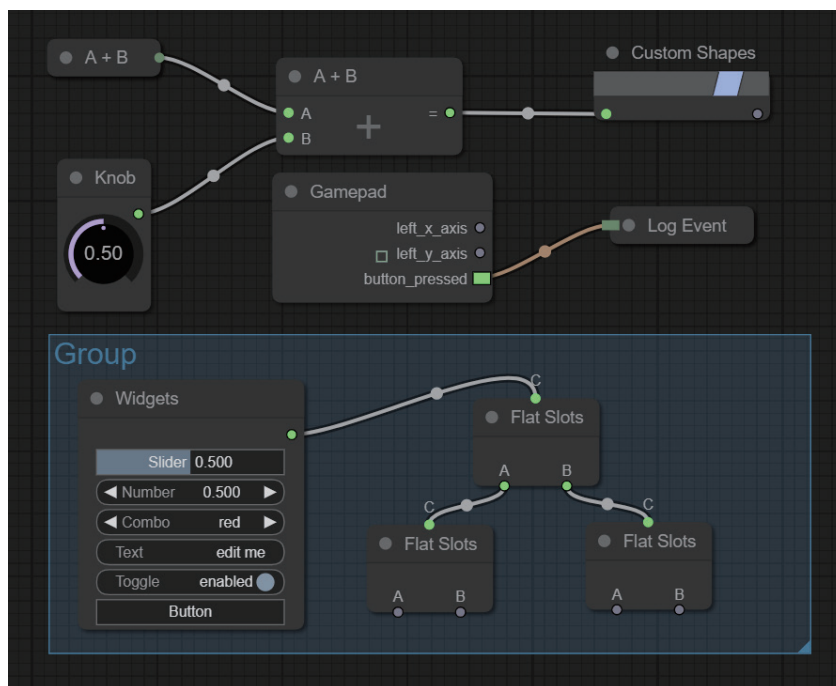 A + B
A + B
A
=
B
Custom Shapes
Knob
0.50
Gamepad
left_x_axis
left_y_axis
button_pressed
Log Event
Group
Widgets
Slider 0.500
Number 0.500
Combo red
Text edit me
Toggle enabled
Button
C
Flat Slots
A B
C
Flat Slots
A B
C
Flat Slots
A B